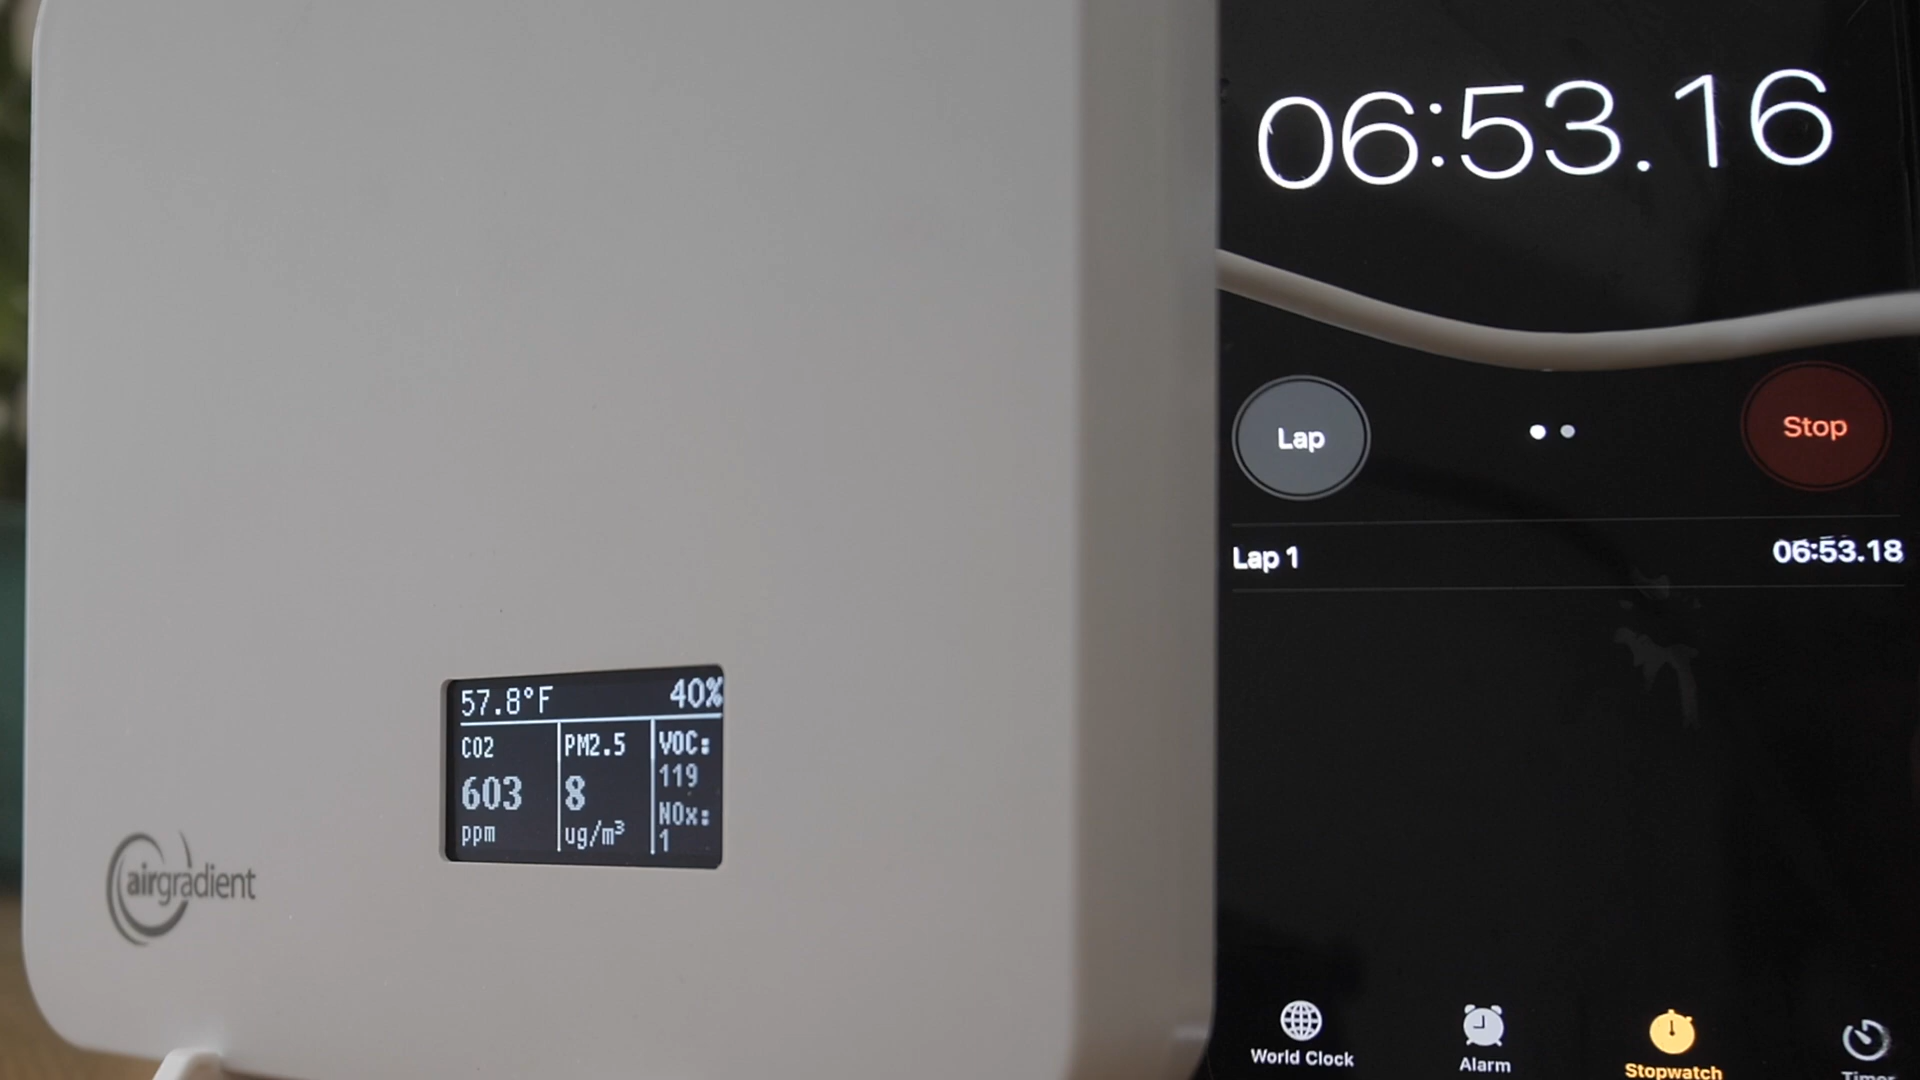 06:53.16
Lap
Stop
Lap 1
06:53.18
57.8°F
40%
CO2
603
ppm
PM2.5
8
ug/m³
VOC:
119
NOx:
1
airgradient
World Clock
Alarm
Stopwatch
Timer